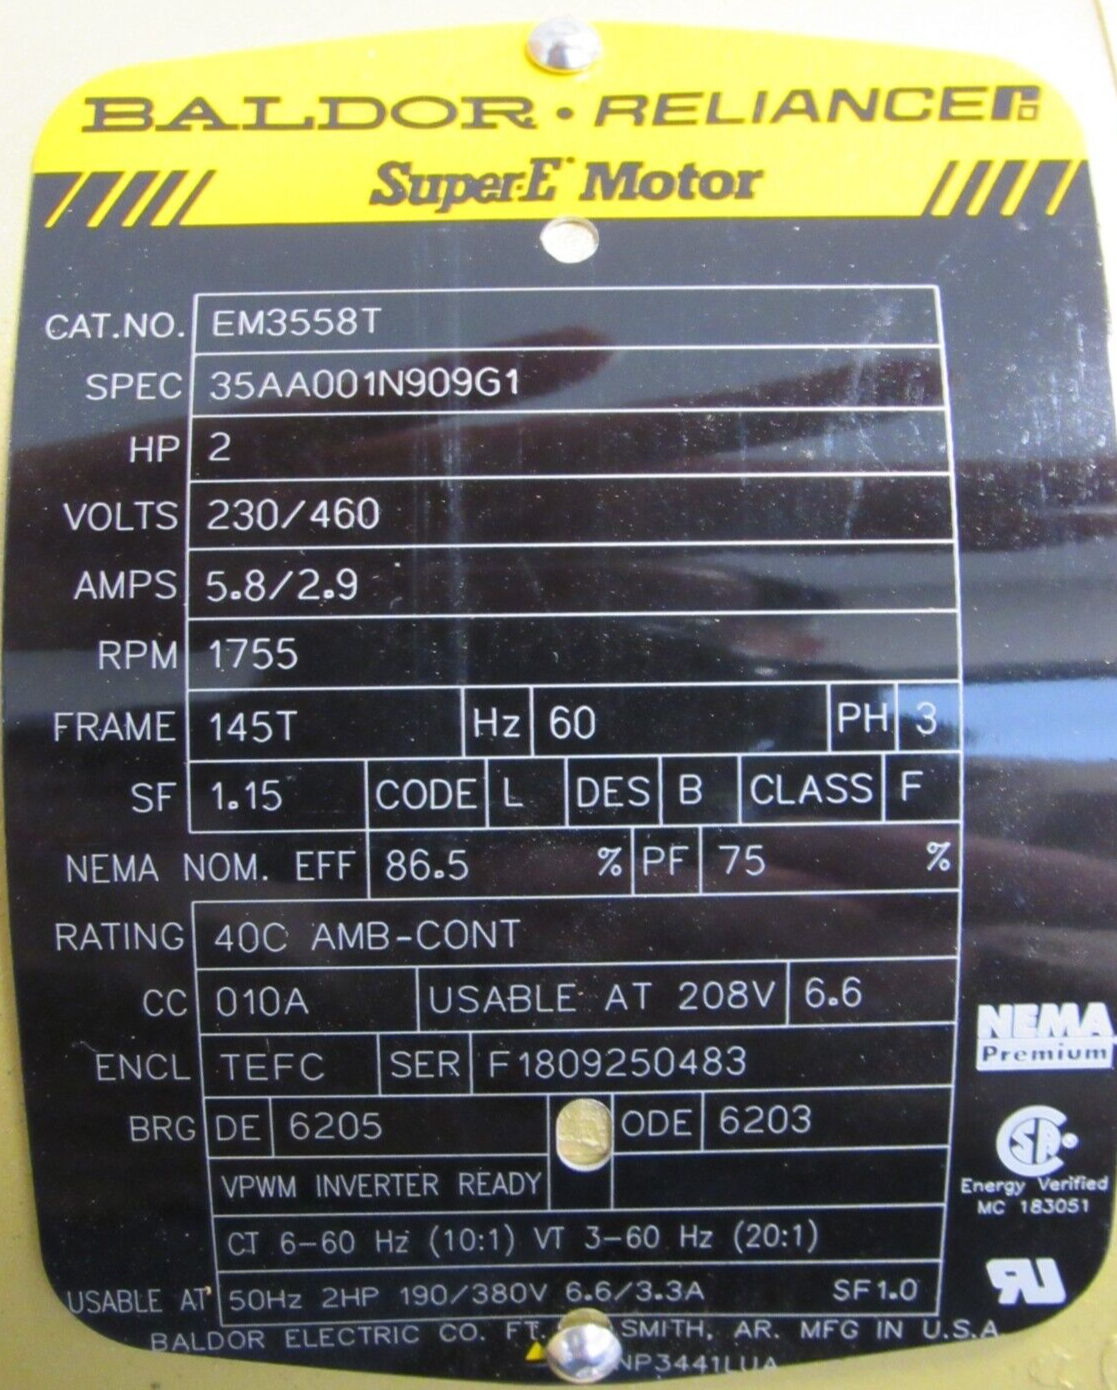 BALDOR • RELIANCE
Super-E Motor
CAT.NO. EM3558T
SPEC 35AA001N909G1
HP 2
VOLTS 230/460
AMPS 5.8/2.9
RPM 1755
FRAME 145T Hz 60 PH 3
SF 1.15 CODE L DES B CLASS F
NEMA NOM. EFF 86.5 % PF 75 %
RATING 40C AMB-CONT
CC 010A USABLE AT 208V 6.6
ENCL TEFC SER F1809250483
BRG DE 6205 ODE 6203
VPWM INVERTER READY
CT 6-60 Hz (10:1) VT 3-60 Hz (20:1)
USABLE AT 50Hz 2HP 190/380V 6.6/3.3A SF1.0
BALDOR ELECTRIC CO. FT. SMITH, AR. MFG IN U.S.A
NP3441LUA
NEMA
Premium
SA
Energy Verified
MC 183051
RU